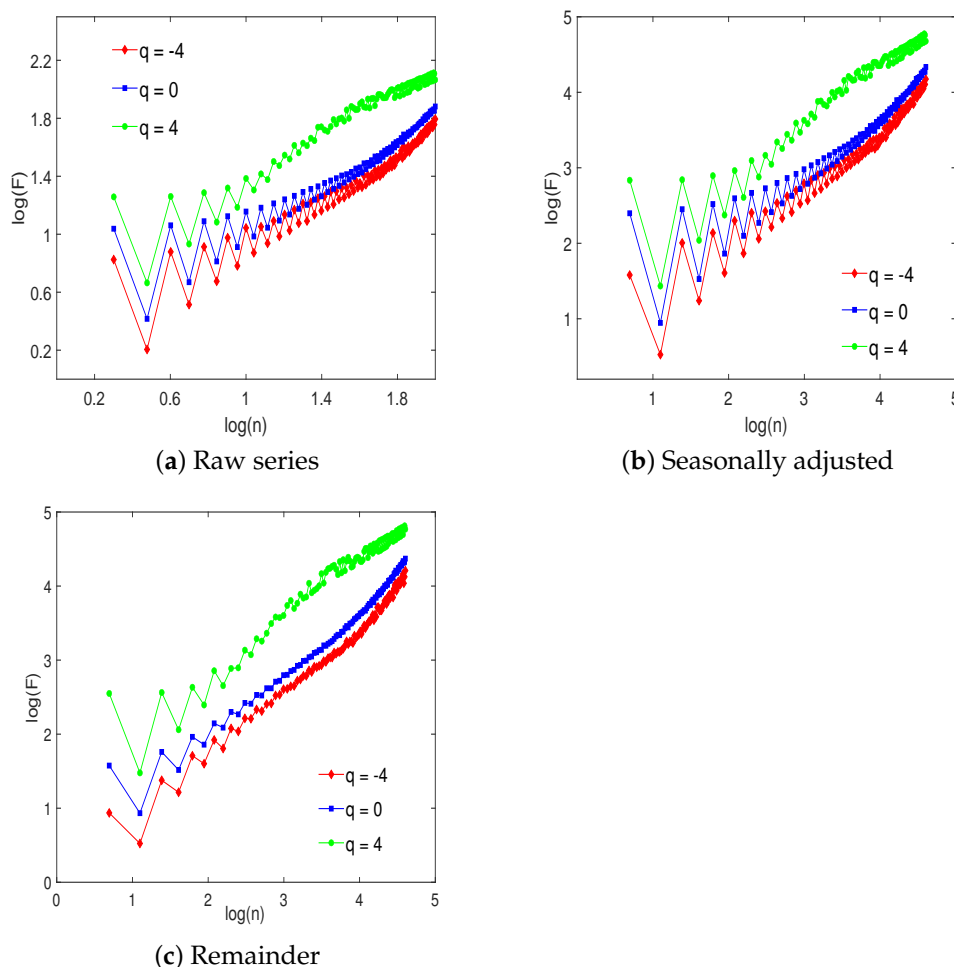 q = -4
q = 0
q = 4
log(F)
2.2
1.8
1.4
1
0.6
0.2
0.2 0.6 1 1.4 1.8
log(n)
(a) Raw series
log(F)
5
4
3
2
1
q = -4
q = 0
q = 4
1 2 3 4 5
log(n)
(b) Seasonally adjusted
log(F)
5
4
3
2
1
0
q = -4
q = 0
q = 4
0 1 2 3 4 5
log(n)
(c) Remainder